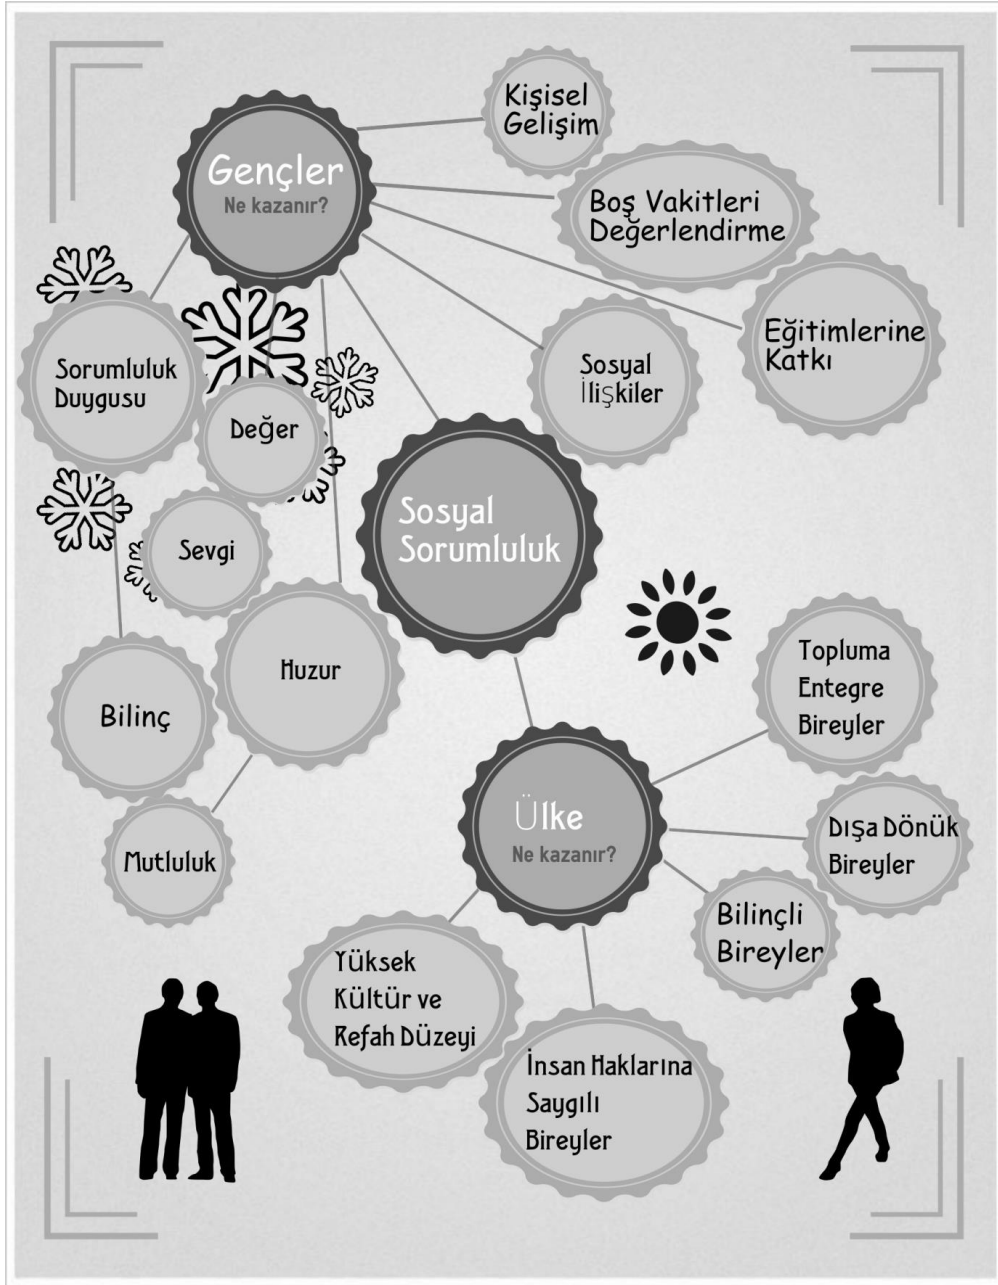 Kişisel
Gelişim
Gençler
Ne kazanır?
Boş Vakitleri
Değerlendirme
Eğitimlerine
Katkı
Sorumluluk
Duygusu
Sosyal
İlişkiler
Değer
Sosyal
Sorumluluk
Sevgi
Huzur
Bilinç
Topluma
Entegre
Bireyler
Ülke
Ne kazanır?
Dışa Dönük
Bireyler
Mutluluk
Bilinçli
Bireyler
Yüksek
Kültür ve
Refah Düzeyi
İnsan Haklarına
Saygılı
Bireyler